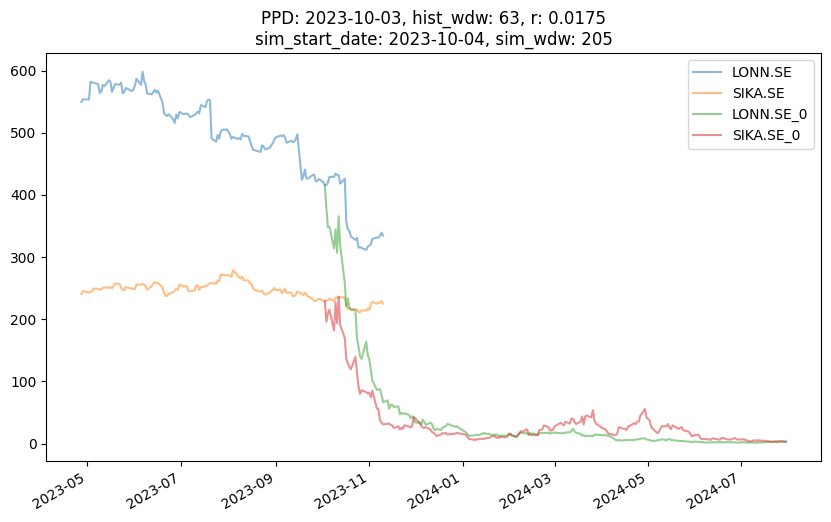 PPD: 2023-10-03, hist_wdw: 63, r: 0.0175
sim_start_date: 2023-10-04, sim_wdw: 205
LONN.SE
SIKA.SE
LONN.SE_0
SIKA.SE_0
600
500
400
300
200
100
0
2023-05
2023-07
2023-09
2023-11
2024-01
2024-03
2024-05
2024-07